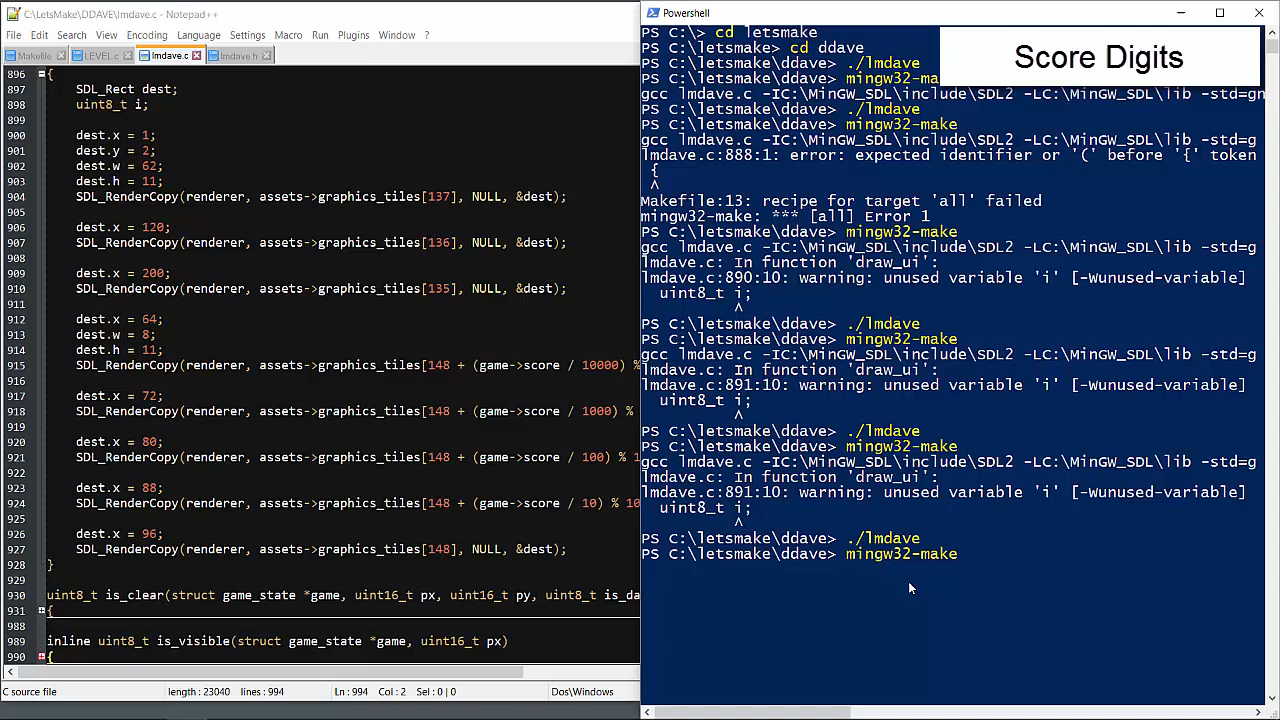 C:\LetsMake\DDAVE\lmdave.c - Notepad++
File Edit Search View Encoding Language Settings Macro Run Plugins Window ?
Makefile LEVEL.c lmdave.c lmdave.h
896 {
897 SDL_Rect dest;
898 uint8_t i;
899
900 dest.x = 1;
901 dest.y = 2;
902 dest.w = 62;
903 dest.h = 11;
904 SDL_RenderCopy(renderer, assets->graphics_tiles[137], NULL, &dest);
905
906 dest.x = 120;
907 SDL_RenderCopy(renderer, assets->graphics_tiles[136], NULL, &dest);
908
909 dest.x = 200;
910 SDL_RenderCopy(renderer, assets->graphics_tiles[135], NULL, &dest);
911
912 dest.x = 64;
913 dest.w = 8;
914 dest.h = 11;
915 SDL_RenderCopy(renderer, assets->graphics_tiles[148 + (game->score / 10000) %
916
917 dest.x = 72;
918 SDL_RenderCopy(renderer, assets->graphics_tiles[148 + (game->score / 1000) %
919
920 dest.x = 80;
921 SDL_RenderCopy(renderer, assets->graphics_tiles[148 + (game->score / 100) % 1
922
923 dest.x = 88;
924 SDL_RenderCopy(renderer, assets->graphics_tiles[148 + (game->score / 10) % 10
925
926 dest.x = 96;
927 SDL_RenderCopy(renderer, assets->graphics_tiles[148], NULL, &dest);
928 }
929
930 uint8_t is_clear(struct game_state *game, uint16_t px, uint16_t py, uint8_t is_da
931 {
988
989 inline uint8_t is_visible(struct game_state *game, uint16_t px)
990 {
C source file length : 23040 lines : 994 Ln : 994 Col : 2 Sel : 0 | 0 Dos\Windows
Powershell
Score Digits
PS C:\> cd letsmake
PS C:\letsmake> cd ddave
PS C:\letsmake\ddave> ./lmdave
PS C:\letsmake\ddave> mingw32-ma
gcc lmdave.c -IC:\MinGW_SDL\include\SDL2 -LC:\MinGW_SDL\lib -std=gn
PS C:\letsmake\ddave> ./lmdave
PS C:\letsmake\ddave> mingw32-make
gcc lmdave.c -IC:\MinGW_SDL\include\SDL2 -LC:\MinGW_SDL\lib -std=g
lmdave.c:888:1: error: expected identifier or '(' before '{' token
{
^
Makefile:13: recipe for target 'all' failed
mingw32-make: *** [all] Error 1
PS C:\letsmake\ddave> mingw32-make
gcc lmdave.c -IC:\MinGW_SDL\include\SDL2 -LC:\MinGW_SDL\lib -std=g
lmdave.c: In function 'draw_ui':
lmdave.c:890:10: warning: unused variable 'i' [-Wunused-variable]
uint8_t i;
^
PS C:\letsmake\ddave> ./lmdave
PS C:\letsmake\ddave> mingw32-make
gcc lmdave.c -IC:\MinGW_SDL\include\SDL2 -LC:\MinGW_SDL\lib -std=g
lmdave.c: In function 'draw_ui':
lmdave.c:891:10: warning: unused variable 'i' [-Wunused-variable]
uint8_t i;
^
PS C:\letsmake\ddave> ./lmdave
PS C:\letsmake\ddave> mingw32-make
gcc lmdave.c -IC:\MinGW_SDL\include\SDL2 -LC:\MinGW_SDL\lib -std=g
lmdave.c: In function 'draw_ui':
lmdave.c:891:10: warning: unused variable 'i' [-Wunused-variable]
uint8_t i;
^
PS C:\letsmake\ddave> ./lmdave
PS C:\letsmake\ddave> mingw32-make